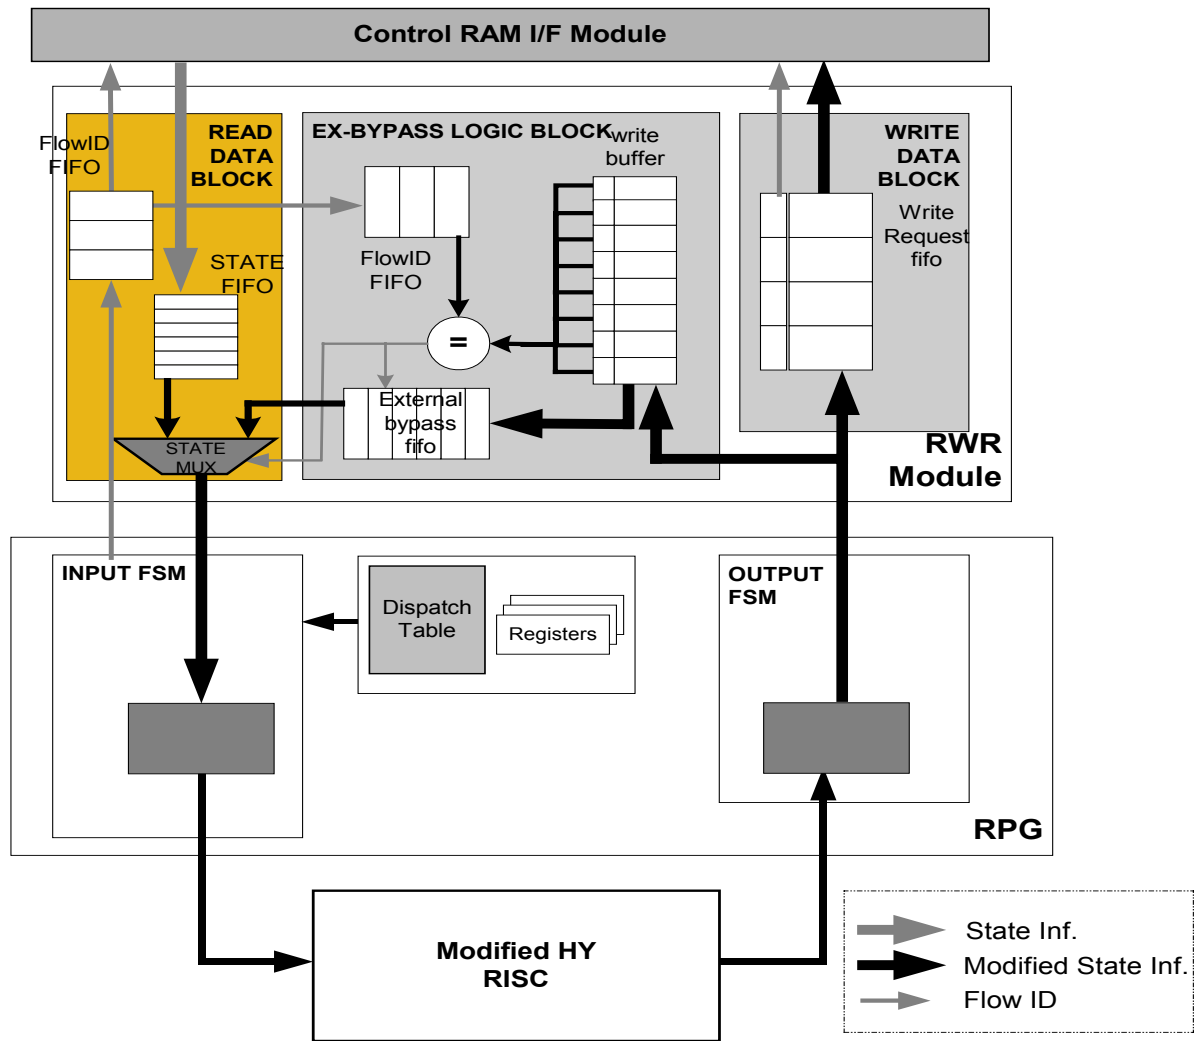 Control RAM I/F Module
FlowID
FIFO
READ
DATA
BLOCK
STATE
FIFO
STATE
MUX
EX-BYPASS LOGIC BLOCK
write
buffer
FlowID
FIFO
=
External
bypass
fifo
WRITE
DATA
BLOCK
Write
Request
fifo
RWR
Module
INPUT FSM
Dispatch
Table
Registers
OUTPUT
FSM
RPG
Modified HY
RISC
State Inf.
Modified State Inf.
Flow ID